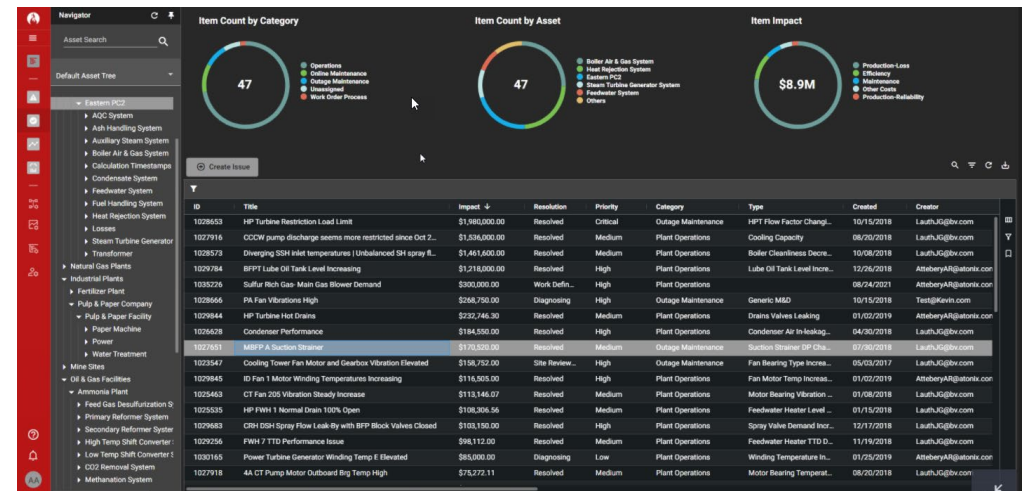 Navigator
Asset Search
Default Asset Tree
Eastern PC2
AQC System
Ash Handling System
Auxiliary Steam System
Boiler Air & Gas System
Calculation Timestamps
Condensate System
Feedwater System
Fuel Handling System
Heat Rejection System
Losses
Steam Turbine Generator
Transformer
Natural Gas Plants
Industrial Plants
Fertilizer Plant
Pulp & Paper Company
Pulp & Paper Facility
Paper Machine
Power
Water Treatment
Mine Sites
Oil & Gas Facilities
Ammonia Plant
Feed Gas Desulfurization Sy
Primary Reformer System
Secondary Reformer Syster
High Temp Shift Converter :
Low Temp Shift Converter S
CO2 Removal System
Methanation System
AA
Item Count by Category
47
Operations
Online Maintenance
Outage Maintenance
Unassigned
Work Order Process
Item Count by Asset
47
Boiler Air & Gas System
Heat Rejection System
Eastern PC2
Steam Turbine Generator System
Feedwater System
Others
Item Impact
$8.9M
Production-Loss
Efficiency
Maintenance
Other Costs
Production-Reliability
Create Issue
ID Title Impact Resolution Priority Category Type Created Creator
1028653 HP Turbine Restriction Load Limit $1,980,000.00 Resolved Critical Outage Maintenance HPT Flow Factor Changi... 10/15/2018 LauthJG@bv.com
1027916 CCCW pump discharge seems more restricted since Oct 2... $1,536,000.00 Resolved Medium Plant Operations Cooling Capacity 08/20/2018 LauthJG@bv.com
1028573 Diverging SSH inlet temperatures | Unbalanced SH spray fl... $1,461,600.00 Resolved Medium Plant Operations Boiler Cleanliness Decre... 10/08/2018 LauthJG@bv.com
1029784 BFPT Lube Oil Tank Level Increasing $1,218,000.00 Resolved High Plant Operations Lube Oil Tank Level Incre... 12/26/2018 AtteberyAR@atonix.con
1035226 Sulfur Rich Gas- Main Gas Blower Demand $300,000.00 Work Defin... High Plant Operations 08/24/2021 AtteberyAR@atonix.con
1028666 PA Fan Vibrations High $268,750.00 Diagnosing High Outage Maintenance Generic M&D 10/15/2018 Test@Kevin.com
1029844 HP Turbine Hot Drains $232,746.30 Resolved Medium Plant Operations Drains Valves Leaking 01/02/2019 AtteberyAR@atonix.con
1026628 Condenser Performance $184,550.00 Resolved High Plant Operations Condenser Air In-leakag... 04/30/2018 LauthJG@bv.com
1027651 MBFP A Suction Strainer $170,520.00 Resolved Medium Outage Maintenance Suction Strainer DP Cha... 07/30/2018 LauthJG@bv.com
1023547 Cooling Tower Fan Motor and Gearbox Vibration Elevated $158,752.00 Site Review... High Outage Maintenance Fan Bearing Type Increa... 05/03/2017 LauthJG@bv.com
1029845 ID Fan 1 Motor Winding Temperatures Increasing $116,505.00 Resolved High Plant Operations Fan Motor Temp Increas... 01/02/2019 AtteberyAR@atonix.con
1025463 CT Fan 205 Vibration Steady Increase $113,146.07 Resolved Medium Plant Operations Motor Bearing Vibration ... 01/08/2018 LauthJG@bv.com
1025535 HP FWH 1 Normal Drain 100% Open $108,306.56 Resolved Medium Plant Operations Feedwater Heater Level ... 01/15/2018 LauthJG@bv.com
1029683 CRH DSH Spray Flow Leak-By with BFP Block Valves Closed $103,150.00 Resolved High Plant Operations Spray Valve Demand Incr... 12/17/2018 LauthJG@bv.com
1029256 FWH 7 TTD Performance Issue $98,112.00 Resolved Medium Plant Operations Feedwater Heater TTD D... 11/19/2018 LauthJG@bv.com
1030165 Power Turbine Generator Winding Temp E Elevated $85,000.00 Diagnosing Low Plant Operations Winding Temperature In... 01/25/2019 AtteberyAR@atonix.con
1027918 4A CT Pump Motor Outboard Brg Temp High $75,272.11 Resolved Medium Plant Operations Motor Bearing Temperat... 08/20/2018 LauthJG@bv.com